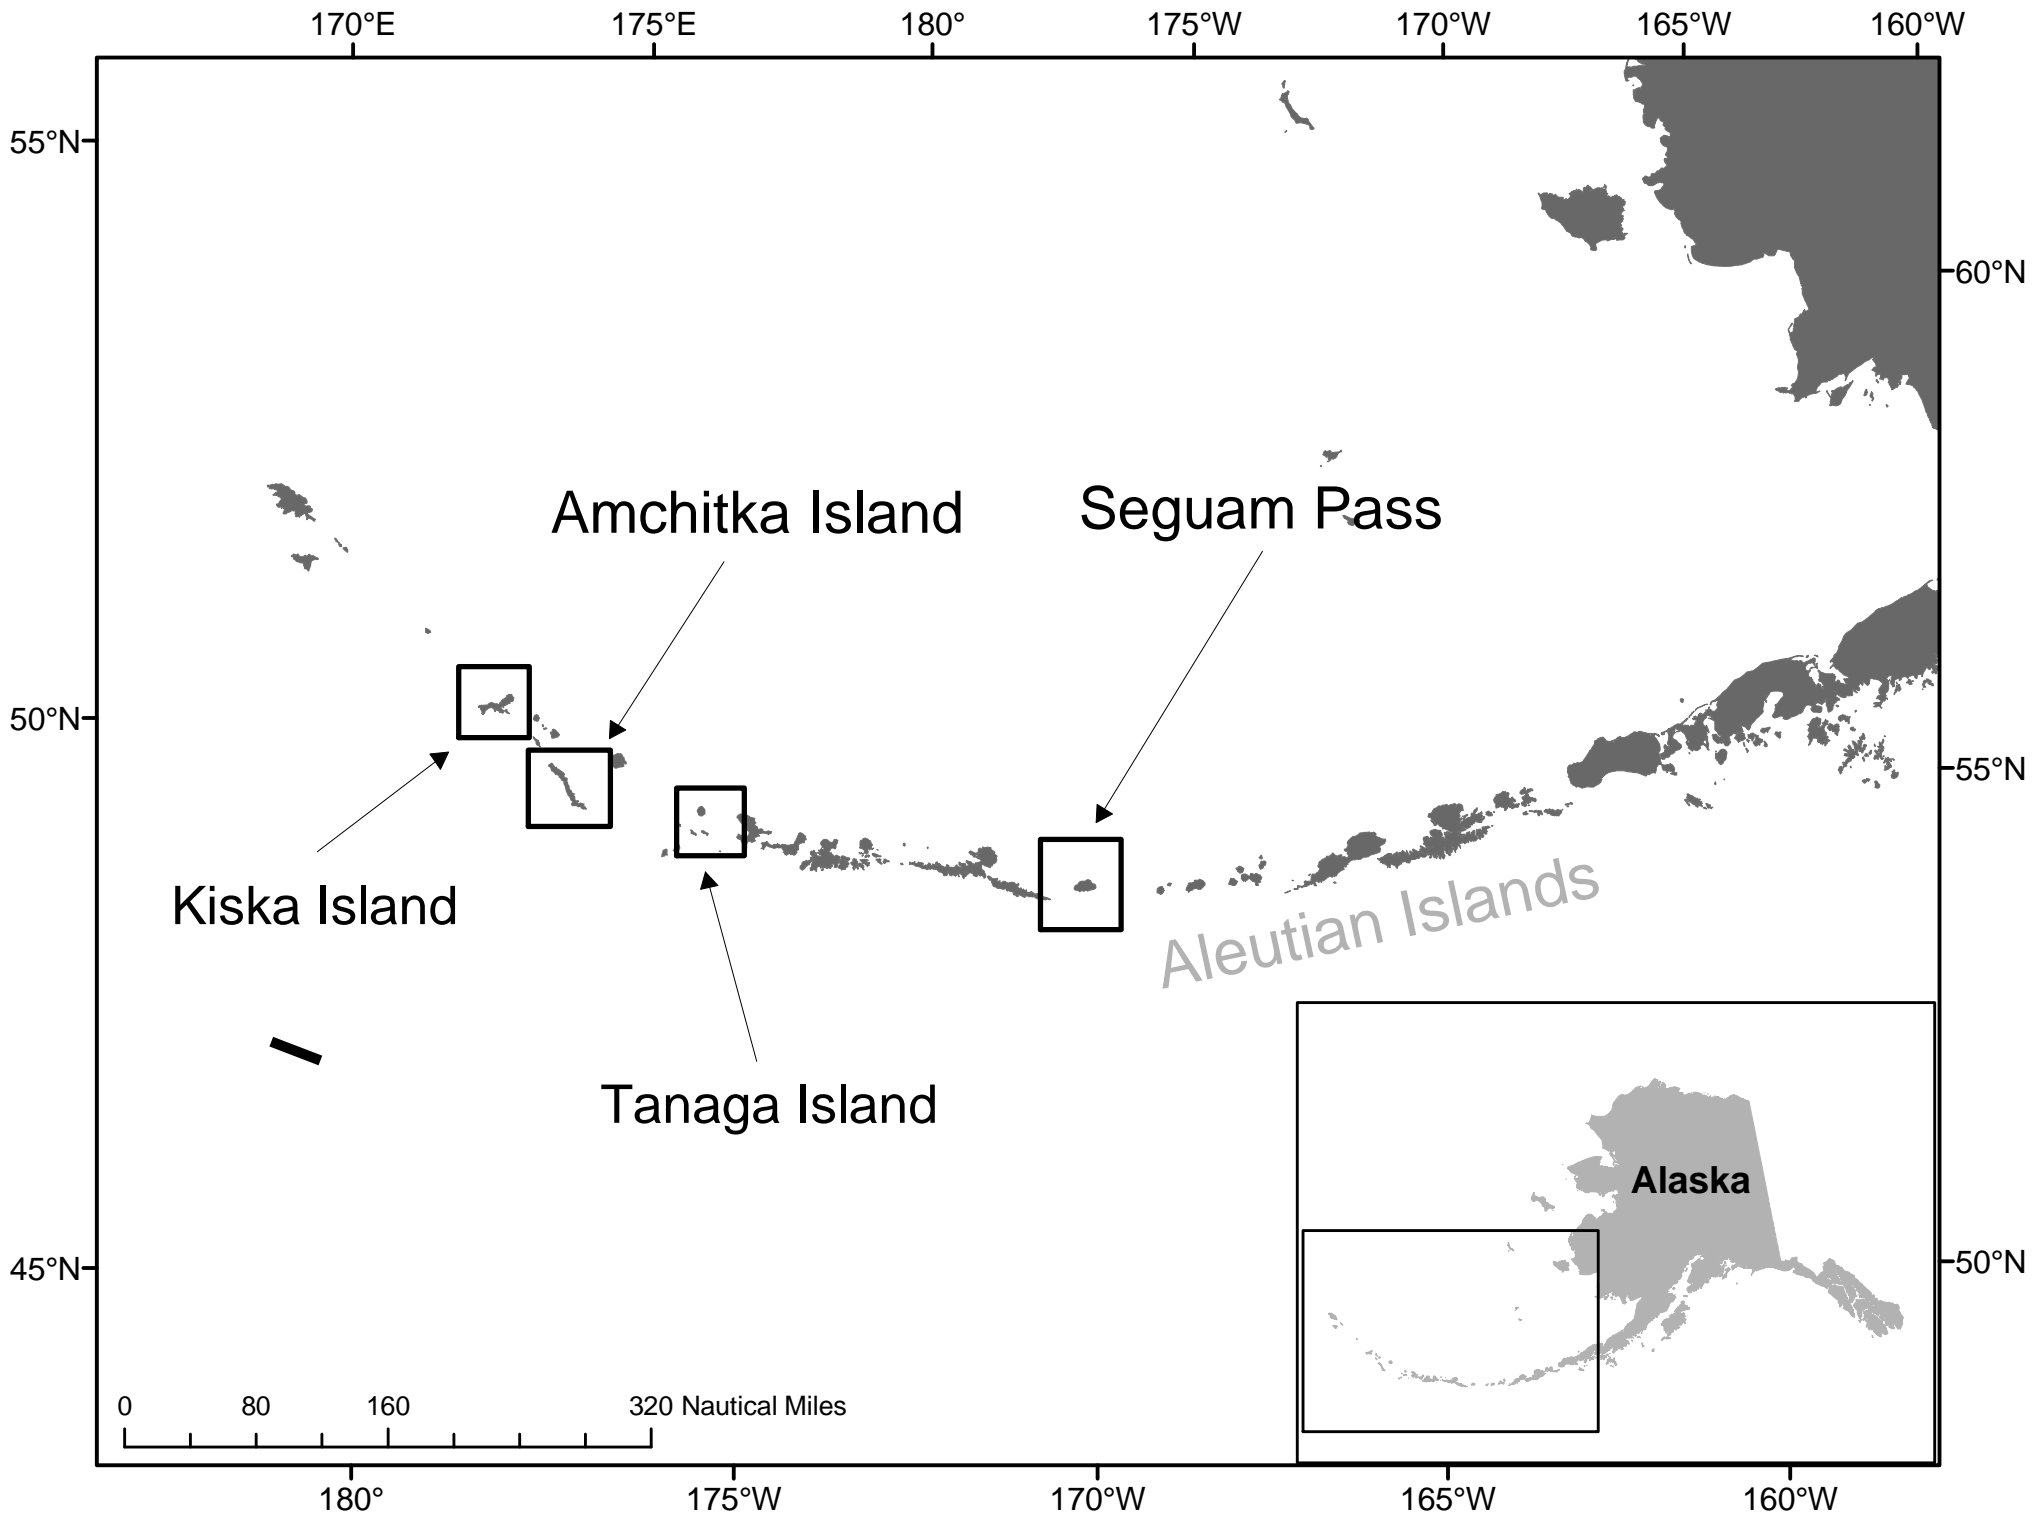 170°E 175°E 180° 175°W 170°W 165°W 160°W
55°N
60°N
Amchitka Island
Seguam Pass
50°N
55°N
Kiska Island
Aleutian Islands
Tanaga Island
Alaska
45°N
50°N
0 80 160 320 Nautical Miles
180° 175°W 170°W 165°W 160°W